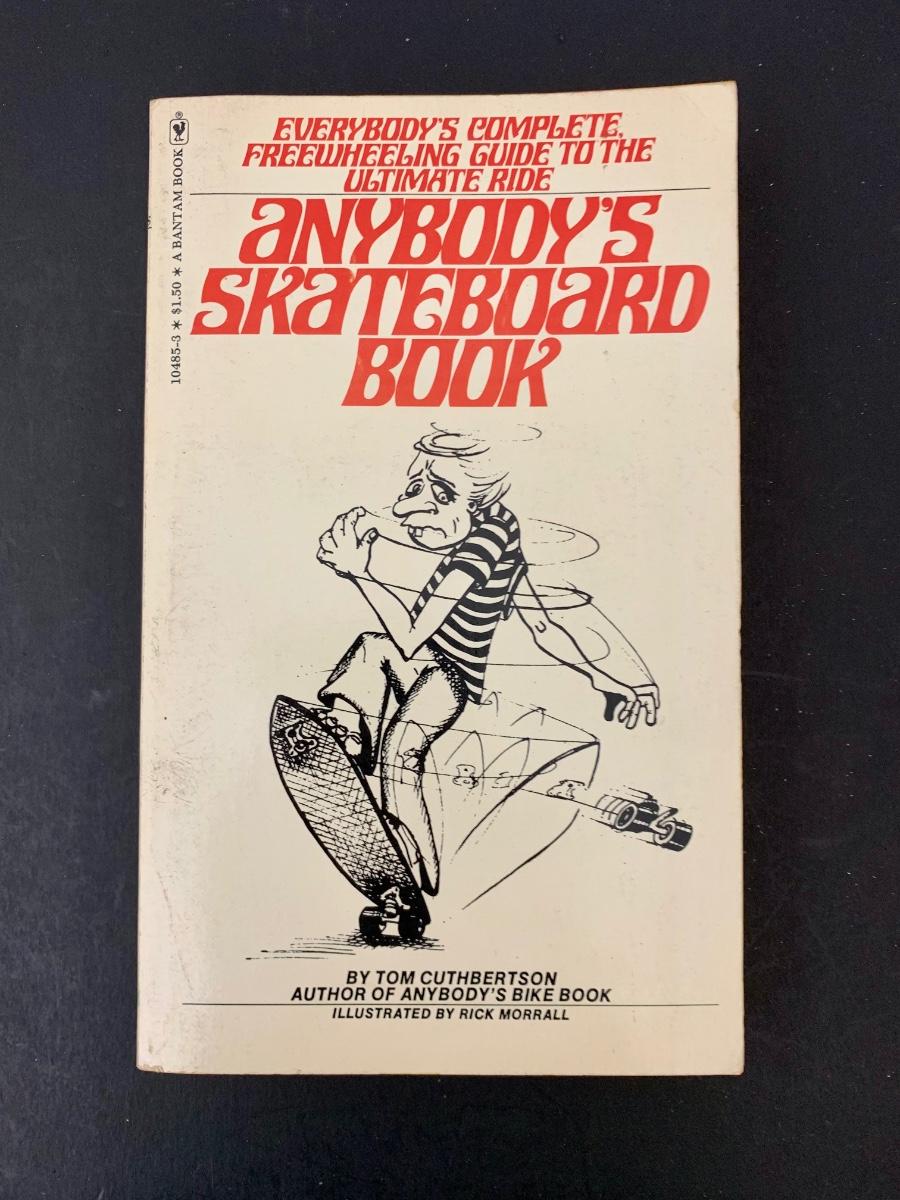 EVERYBODY'S COMPLETE,
FREEWHEELING GUIDE TO THE
ULTIMATE RIDE
ANYBODY'S
SKATEBOARD
BOOK
10485-3 * $1.50 * A BANTAM BOOK ®
BY TOM CUTHBERTSON
AUTHOR OF ANYBODY'S BIKE BOOK
ILLUSTRATED BY RICK MORRALL